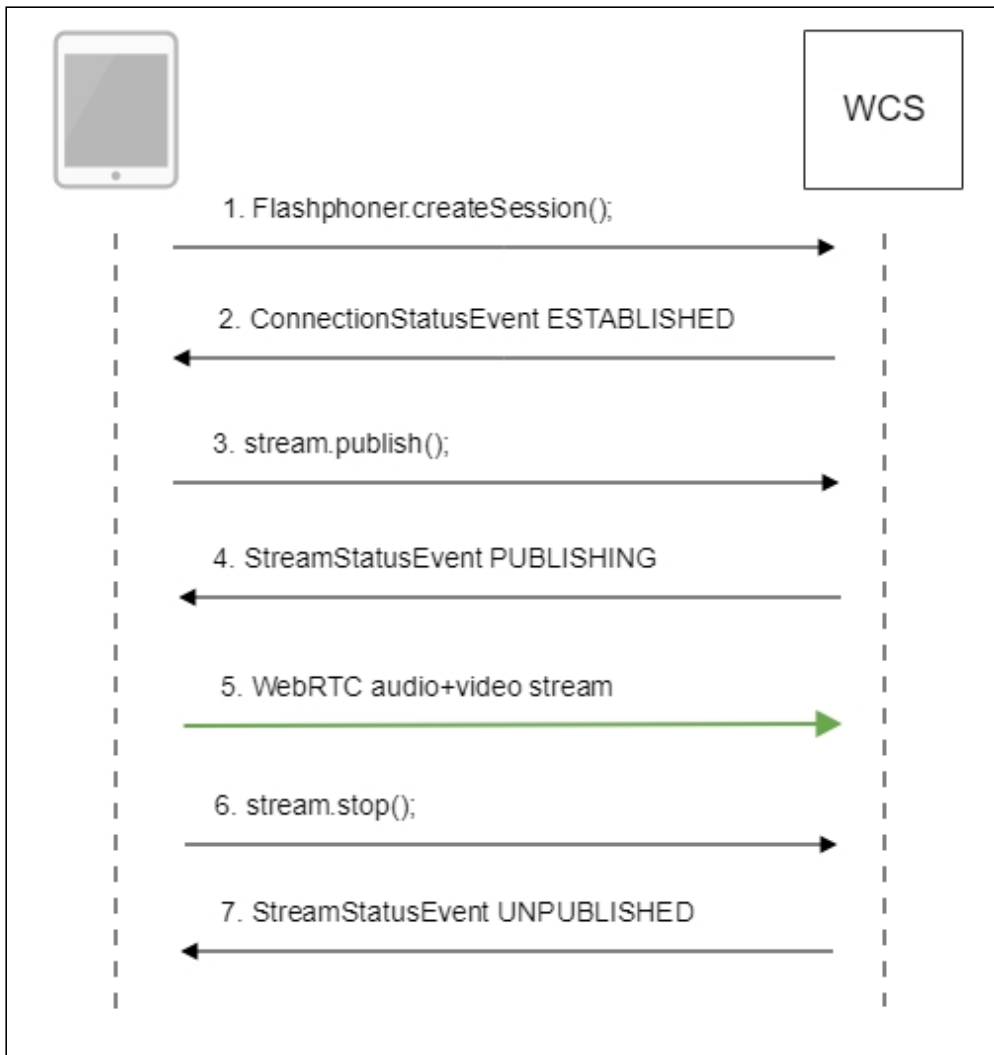 WCS
1. Flashphoner.createSession();
2. ConnectionStatusEvent ESTABLISHED
3. stream.publish();
4. StreamStatusEvent PUBLISHING
5. WebRTC audio+video stream
6. stream.stop();
7. StreamStatusEvent UNPUBLISHED